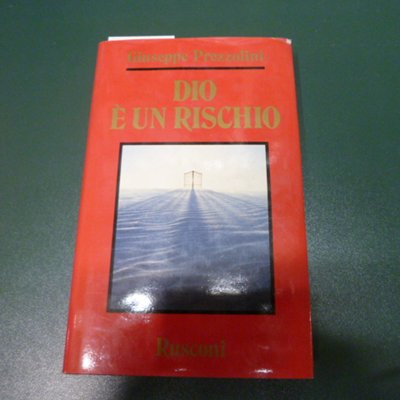 Giuseppe Prezzolini
DIO
È UN RISCHIO
Rusconi